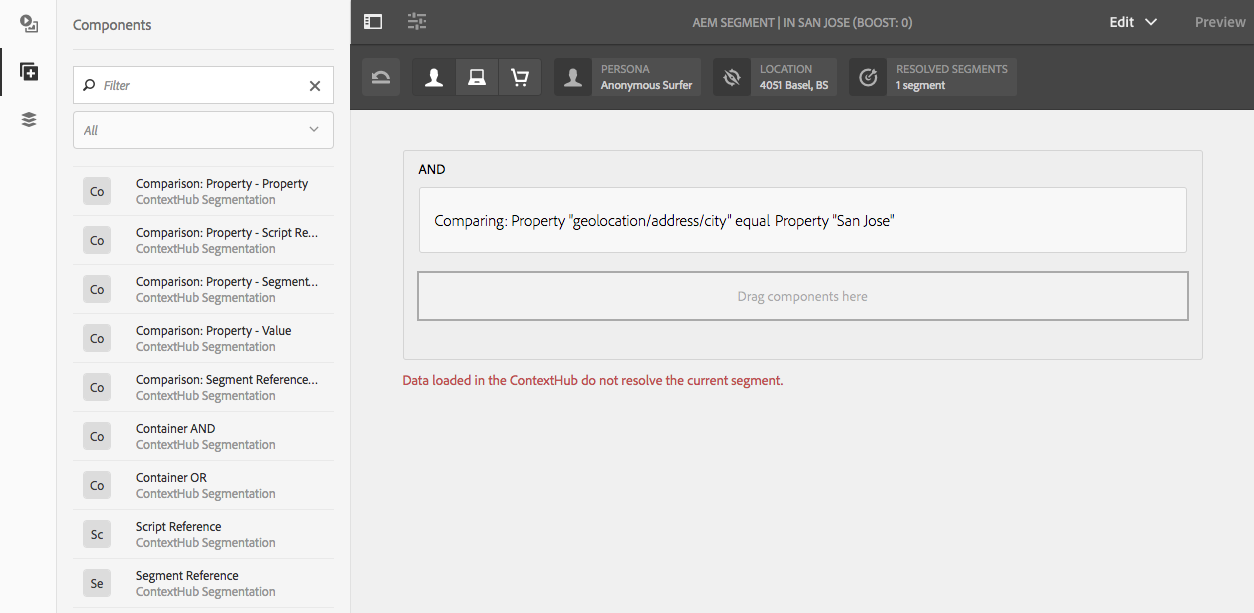 Components
Filter
All
Co
Comparison: Property - Property
ContextHub Segmentation
Co
Comparison: Property - Script Re...
ContextHub Segmentation
Co
Comparison: Property - Segment...
ContextHub Segmentation
Co
Comparison: Property - Value
ContextHub Segmentation
Co
Comparison: Segment Reference...
ContextHub Segmentation
Co
Container AND
ContextHub Segmentation
Co
Container OR
ContextHub Segmentation
Sc
Script Reference
ContextHub Segmentation
Se
Segment Reference
ContextHub Segmentation
AEM SEGMENT | IN SAN JOSE (BOOST: 0)
Edit
Preview
PERSONA
Anonymous Surfer
LOCATION
4051 Basel, BS
RESOLVED SEGMENTS
1 segment
AND
Comparing: Property "geolocation/address/city" equal Property "San Jose"
Drag components here
Data loaded in the ContextHub do not resolve the current segment.